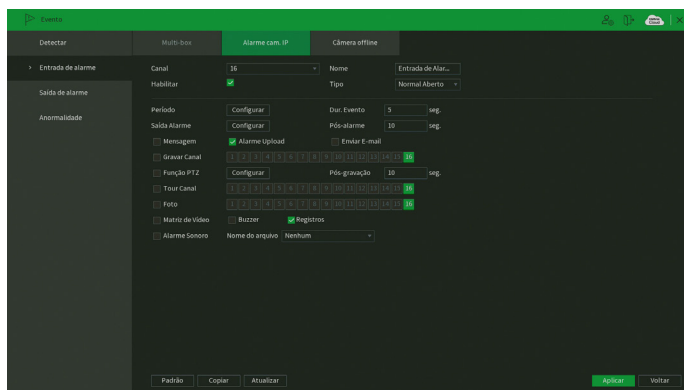 Evento
Detectar
Multi-box
Alarme cam. IP
Câmera offline
Entrada de alarme
Saída de alarme
Anormalidade
Canal 16 Nome Entrada de Alar...
Habilitar Tipo Normal Aberto
Período Configurar Dur. Evento 5 seg.
Saída Alarme Configurar Pós-alarme 10 seg.
Mensagem Alarme Upload Enviar E-mail
Gravar Canal 1 2 3 4 5 6 7 8 9 10 11 12 13 14 15 16
Função PTZ Configurar Pós-gravação 10 seg.
Tour Canal 1 2 3 4 5 6 7 8 9 10 11 12 13 14 15 16
Foto 1 2 3 4 5 6 7 8 9 10 11 12 13 14 15 16
Matriz de Vídeo Buzzer Registros
Alarme Sonoro Nome do arquivo Nenhum
Padrão Copiar Atualizar Aplicar Voltar